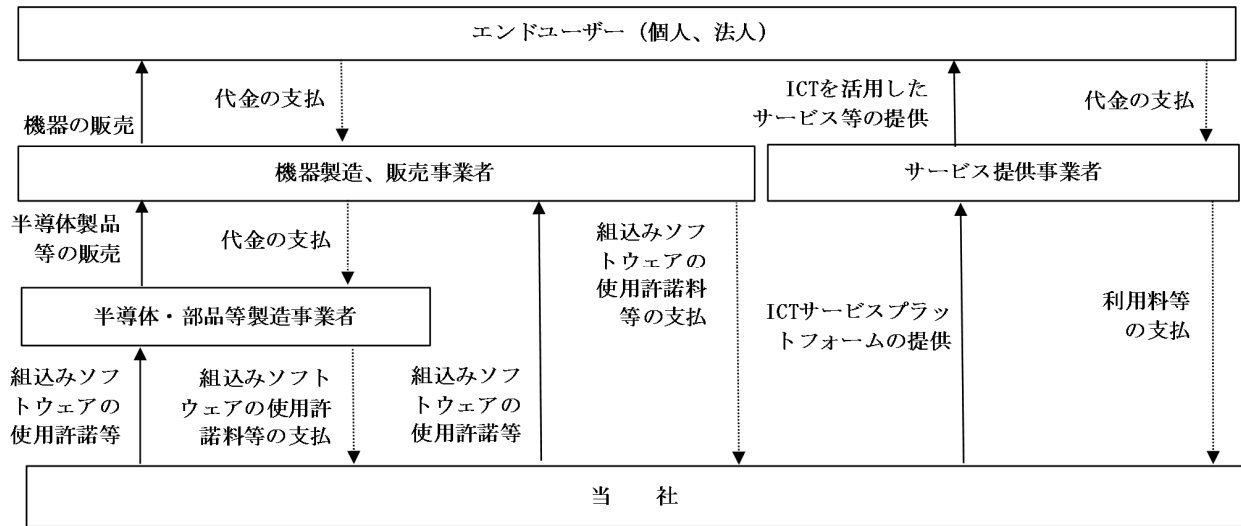 エンドユーザー（個人、法人）
機器の販売
代金の支払
ICTを活用した
サービス等の提供
代金の支払
機器製造、販売事業者
サービス提供事業者
半導体製品
等の販売
代金の支払
組込みソフ
トウェアの
使用許諾料
等の支払
ICTサービスプラッ
トフォームの提供
利用料等
の支払
半導体・部品等製造事業者
組込みソフ
トウェアの
使用許諾等
組込みソフト
ウェアの使用許
諾料等の支払
組込みソフ
トウェアの
使用許諾等
当　　社